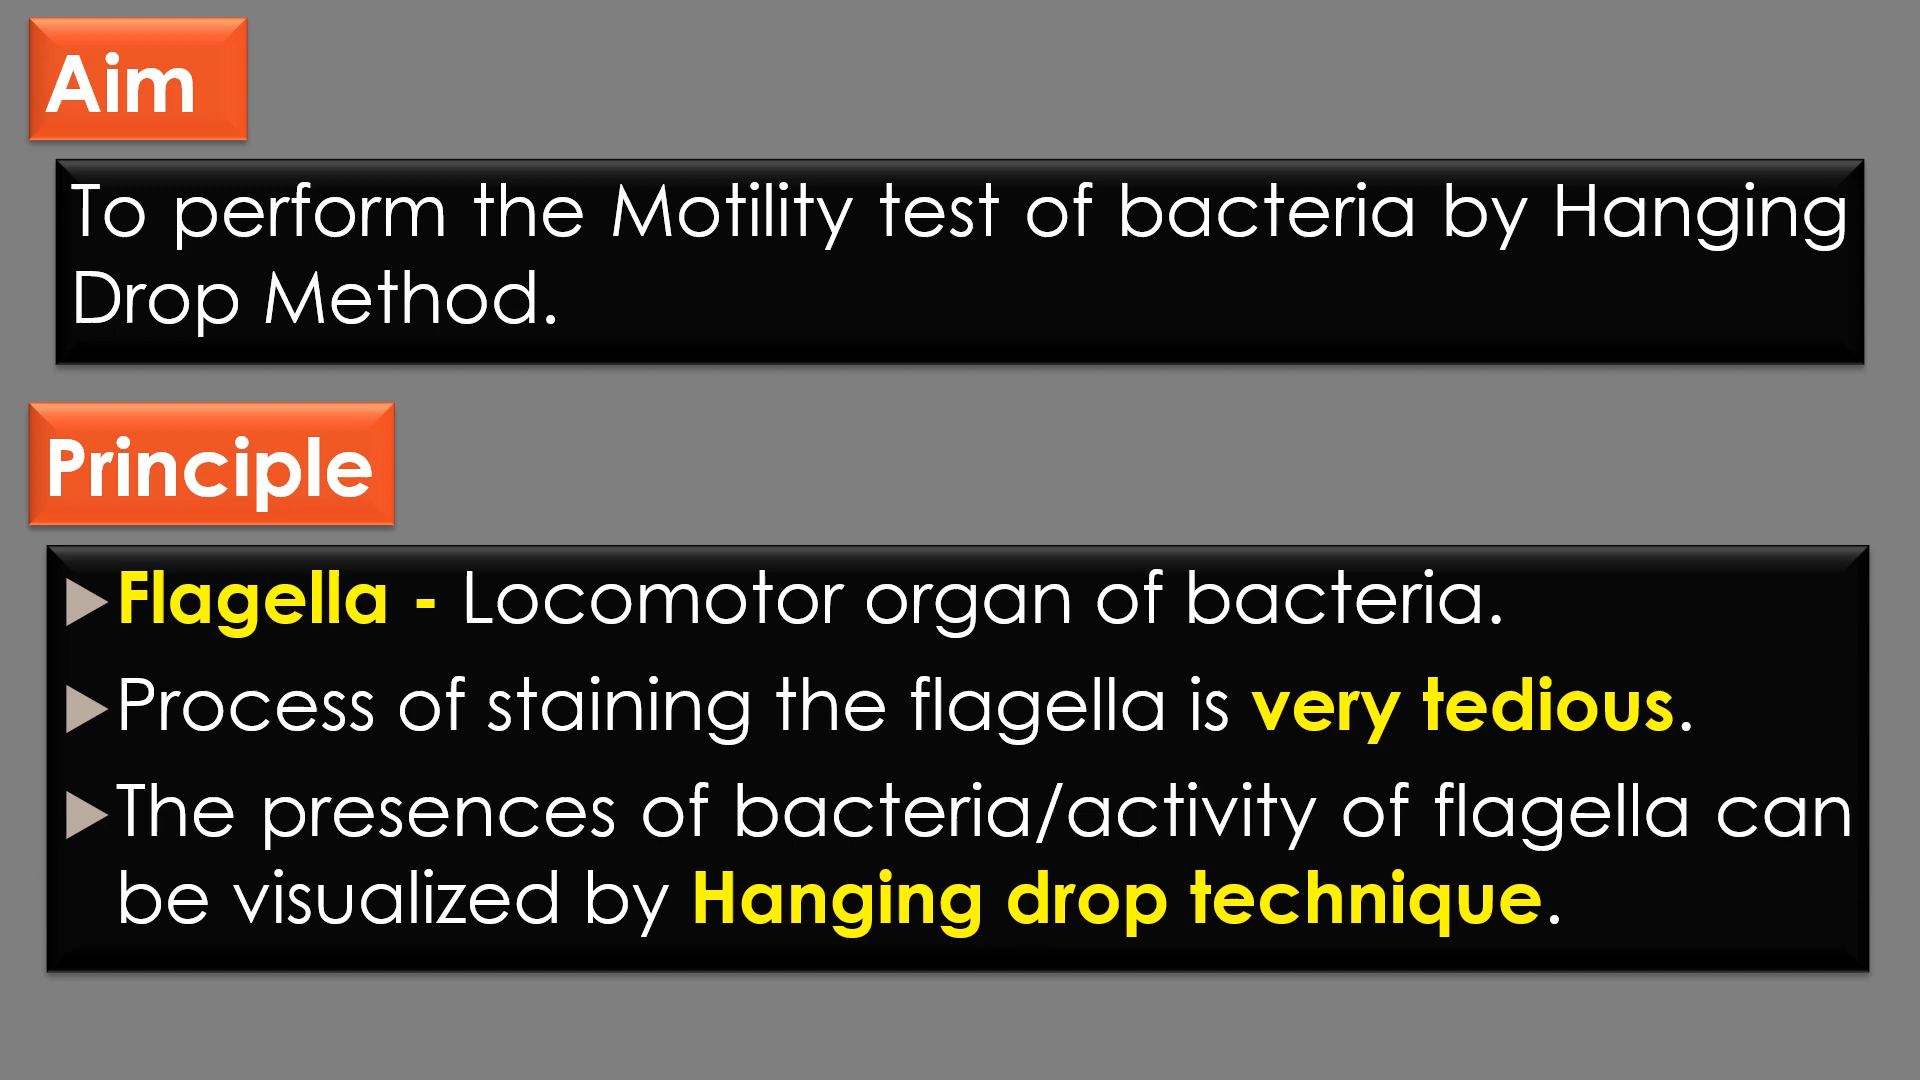 Aim
To perform the Motility test of bacteria by Hanging
Drop Method.
Principle
Flagella - Locomotor organ of bacteria.
Process of staining the flagella is very tedious.
The presences of bacteria/activity of flagella can
be visualized by Hanging drop technique.